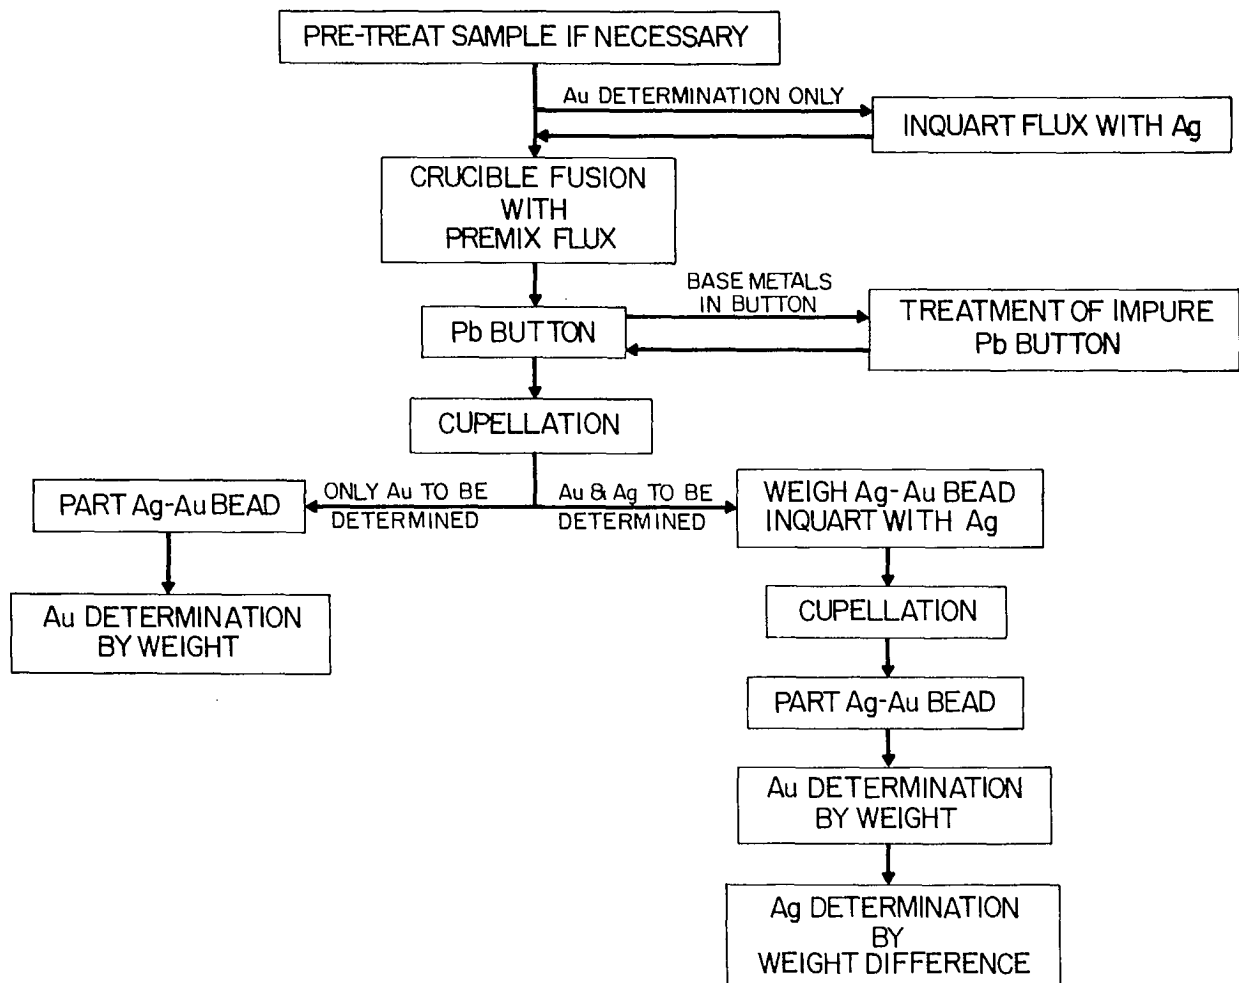 PRE-TREAT SAMPLE IF NECESSARY
Au DETERMINATION ONLY
INQUART FLUX WITH Ag
CRUCIBLE FUSION
WITH
PREMIX FLUX
BASE METALS
IN BUTTON
Pb BUTTON
TREATMENT OF IMPURE
Pb BUTTON
CUPELLATION
PART Ag-Au BEAD
ONLY Au TO BE
DETERMINED
Au & Ag TO BE
DETERMINED
WEIGH Ag-Au BEAD
INQUART WITH Ag
Au DETERMINATION
BY WEIGHT
CUPELLATION
PART Ag-Au BEAD
Au DETERMINATION
BY WEIGHT
Ag DETERMINATION
BY
WEIGHT DIFFERENCE